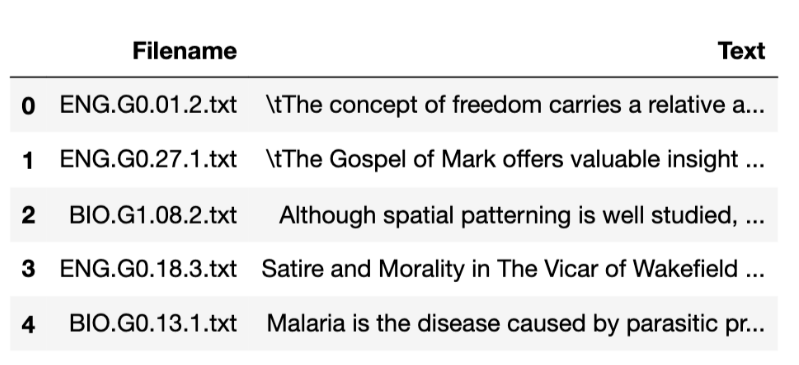 Filename Text
0 ENG.G0.01.2.txt \tThe concept of freedom carries a relative a...
1 ENG.G0.27.1.txt \tThe Gospel of Mark offers valuable insight ...
2 BIO.G1.08.2.txt Although spatial patterning is well studied, ...
3 ENG.G0.18.3.txt Satire and Morality in The Vicar of Wakefield ...
4 BIO.G0.13.1.txt Malaria is the disease caused by parasitic pr...